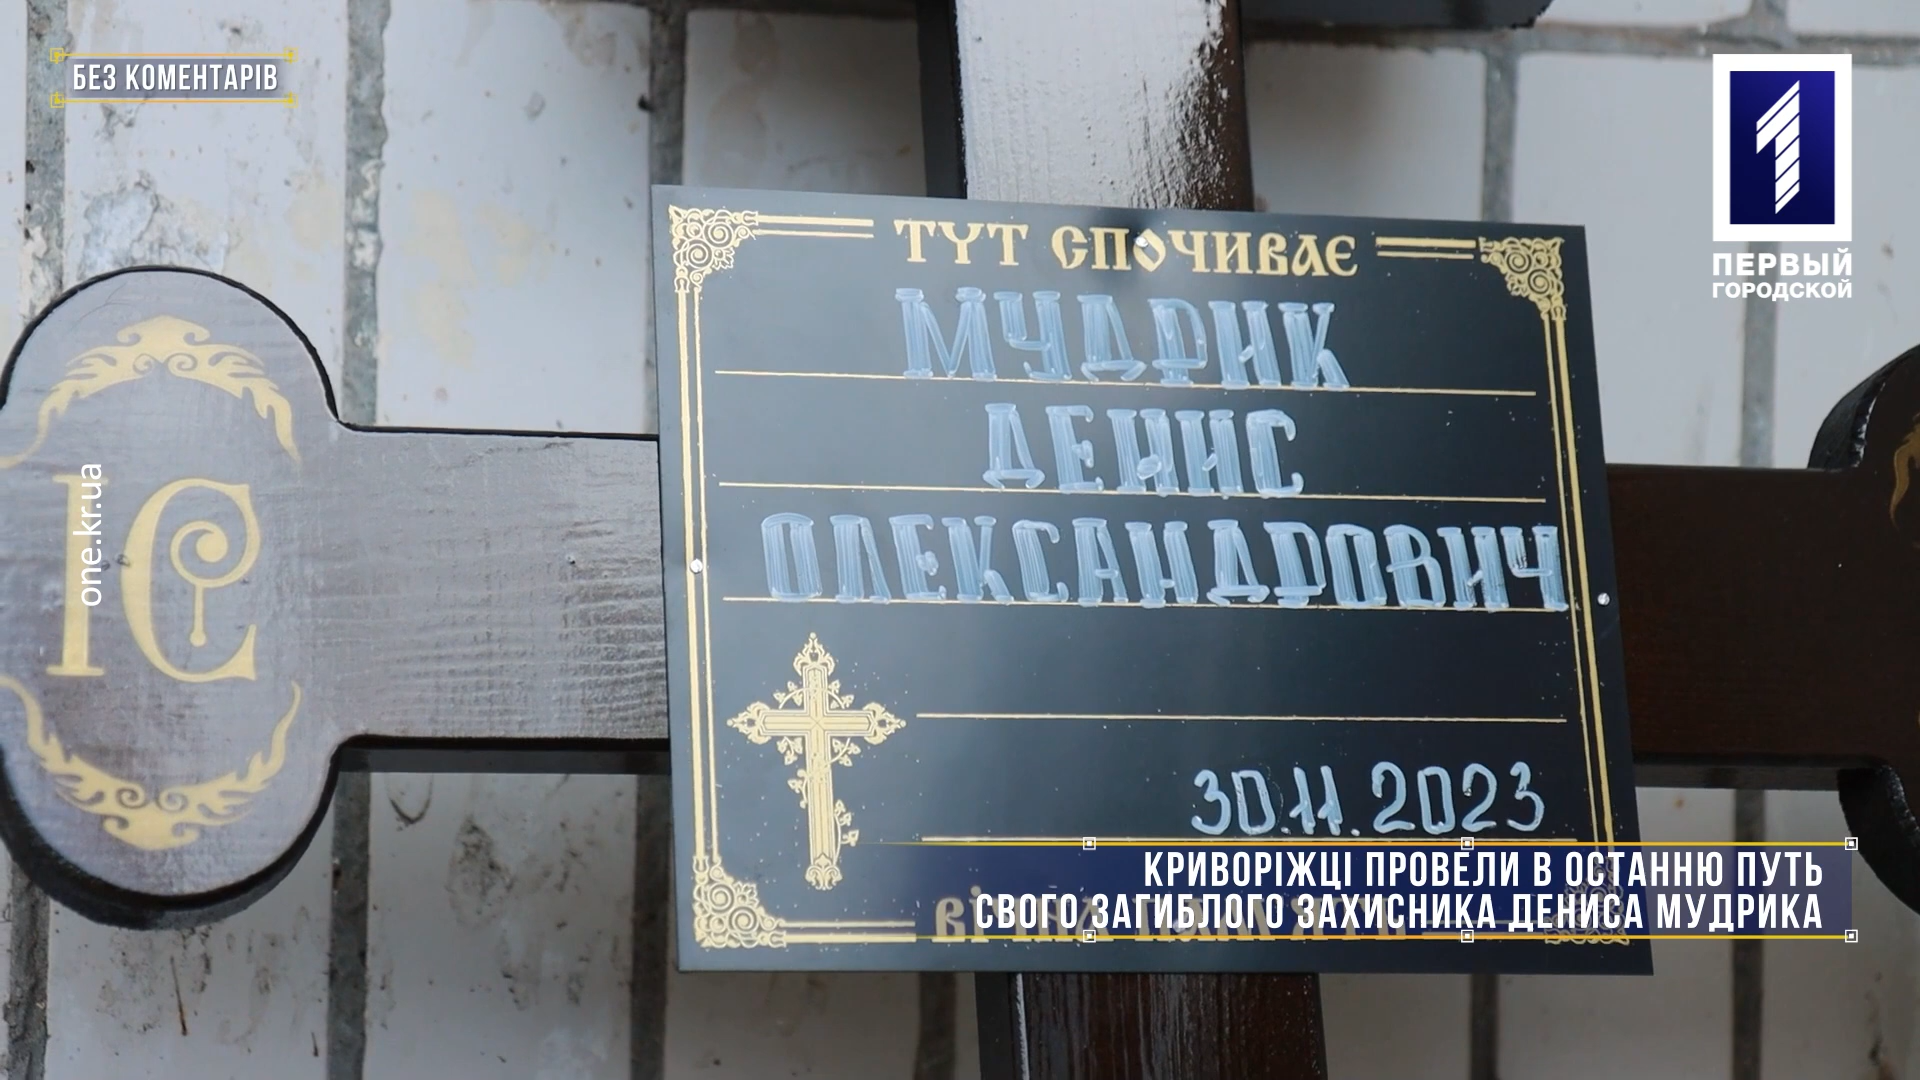 БЕЗ КОМЕНТАРІВ
ПЕРВЫЙ
ГОРОДСКОЙ
ТУТ СПОЧИВАЄ
МУДРИК
ДЕНИС
ОЛЕКСАНДРОВИЧ
ІС
one.kr.ua
30.11.2023
КРИВОРІЖЦІ ПРОВЕЛИ В ОСТАННЮ ПУТЬ
СВОГО ЗАГИБЛОГО ЗАХИСНИКА ДЕНИСА МУДРИКА